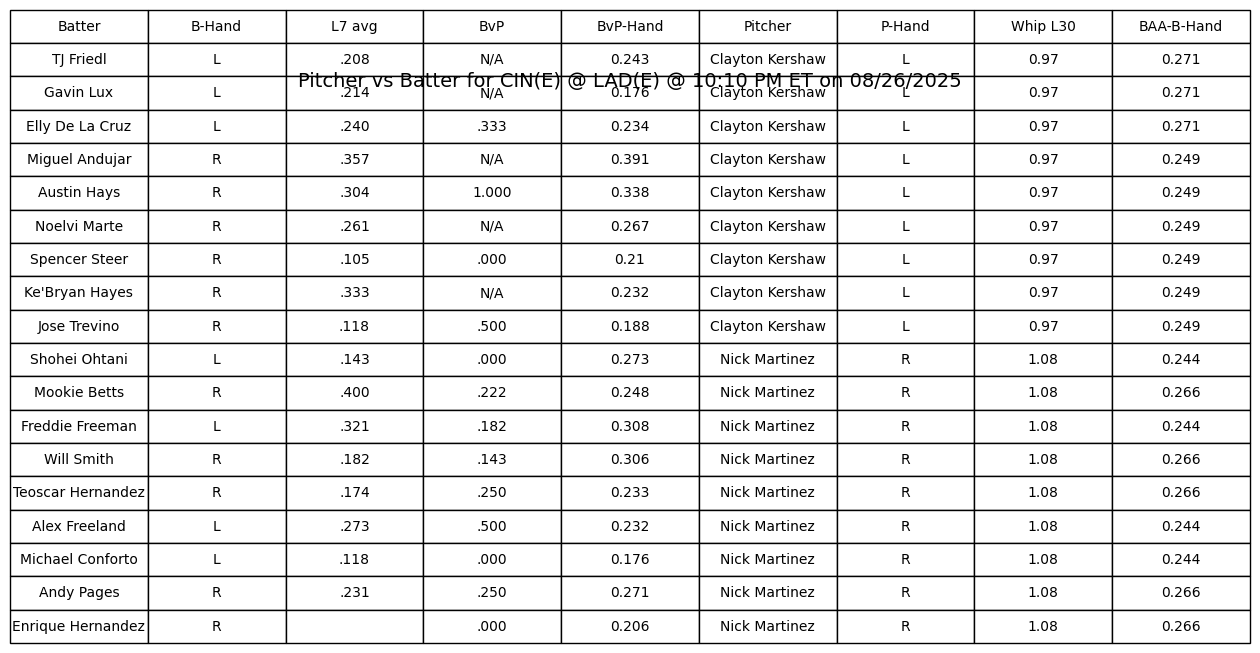 Batter B-Hand L7 avg BvP BvP-Hand Pitcher P-Hand Whip L30 BAA-B-Hand
TJ Friedl L .208 N/A 0.243 Clayton Kershaw L 0.97 0.271
Pitcher vs Batter for CIN(E) @ LAD(E) @ 10:10 PM ET on 08/26/2025
Gavin Lux L .214 N/A 0.176 Clayton Kershaw L 0.97 0.271
Elly De La Cruz L .240 .333 0.234 Clayton Kershaw L 0.97 0.271
Miguel Andujar R .357 N/A 0.391 Clayton Kershaw L 0.97 0.249
Austin Hays R .304 1.000 0.338 Clayton Kershaw L 0.97 0.249
Noelvi Marte R .261 N/A 0.267 Clayton Kershaw L 0.97 0.249
Spencer Steer R .105 .000 0.21 Clayton Kershaw L 0.97 0.249
Ke'Bryan Hayes R .333 N/A 0.232 Clayton Kershaw L 0.97 0.249
Jose Trevino R .118 .500 0.188 Clayton Kershaw L 0.97 0.249
Shohei Ohtani L .143 .000 0.273 Nick Martinez R 1.08 0.244
Mookie Betts R .400 .222 0.248 Nick Martinez R 1.08 0.266
Freddie Freeman L .321 .182 0.308 Nick Martinez R 1.08 0.244
Will Smith R .182 .143 0.306 Nick Martinez R 1.08 0.266
Teoscar Hernandez R .174 .250 0.233 Nick Martinez R 1.08 0.266
Alex Freeland L .273 .500 0.232 Nick Martinez R 1.08 0.244
Michael Conforto L .118 .000 0.176 Nick Martinez R 1.08 0.244
Andy Pages R .231 .250 0.271 Nick Martinez R 1.08 0.266
Enrique Hernandez R .000 0.206 Nick Martinez R 1.08 0.266